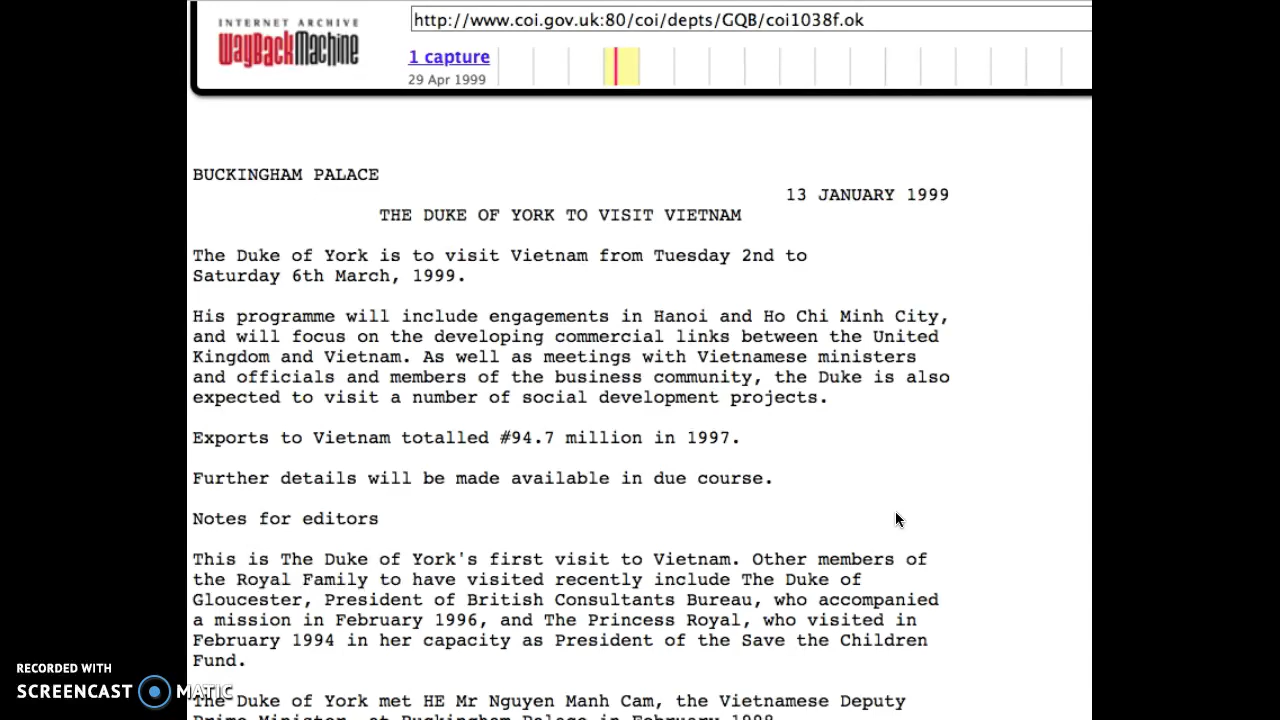 INTERNET ARCHIVE
WayBackMachine
http://www.coi.gov.uk:80/coi/depts/GQB/coi1038f.ok
1 capture
29 Apr 1999
BUCKINGHAM PALACE
13 JANUARY 1999
THE DUKE OF YORK TO VISIT VIETNAM
The Duke of York is to visit Vietnam from Tuesday 2nd to
Saturday 6th March, 1999.
His programme will include engagements in Hanoi and Ho Chi Minh City,
and will focus on the developing commercial links between the United
Kingdom and Vietnam. As well as meetings with Vietnamese ministers
and officials and members of the business community, the Duke is also
expected to visit a number of social development projects.
Exports to Vietnam totalled #94.7 million in 1997.
Further details will be made available in due course.
Notes for editors
This is The Duke of York's first visit to Vietnam. Other members of
the Royal Family to have visited recently include The Duke of
Gloucester, President of British Consultants Bureau, who accompanied
a mission in February 1996, and The Princess Royal, who visited in
February 1994 in her capacity as President of the Save the Children
Fund.
The Duke of York met HE Mr Nguyen Manh Cam, the Vietnamese Deputy
Prime Minister, at Buckingham Palace in February 1998.
RECORDED WITH
SCREENCAST MATIC